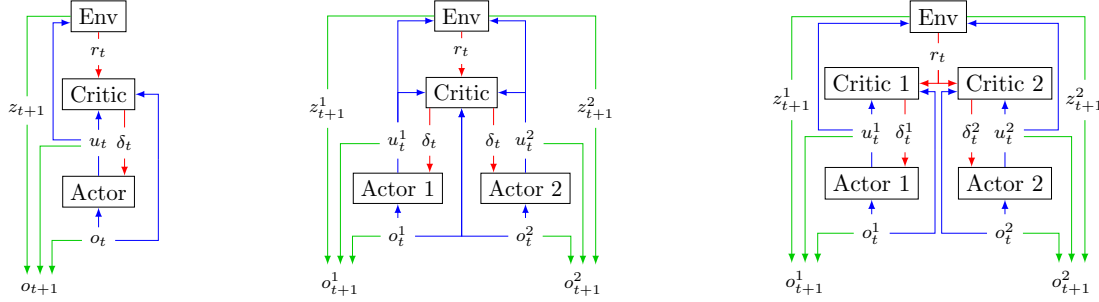 Env
r_t
Critic
z_{t+1}
u_t δ_t
Actor
o_t
o_{t+1}
Env
r_t
Critic
z^1_{t+1} z^2_{t+1}
u^1_t δ_t δ_t u^2_t
Actor 1 Actor 2
o^1_t o^2_t
o^1_{t+1} o^2_{t+1}
Env
r_t
Critic 1 Critic 2
z^1_{t+1} z^2_{t+1}
u^1_t δ^1_t δ^2_t u^2_t
Actor 1 Actor 2
o^1_t o^2_t
o^1_{t+1} o^2_{t+1}